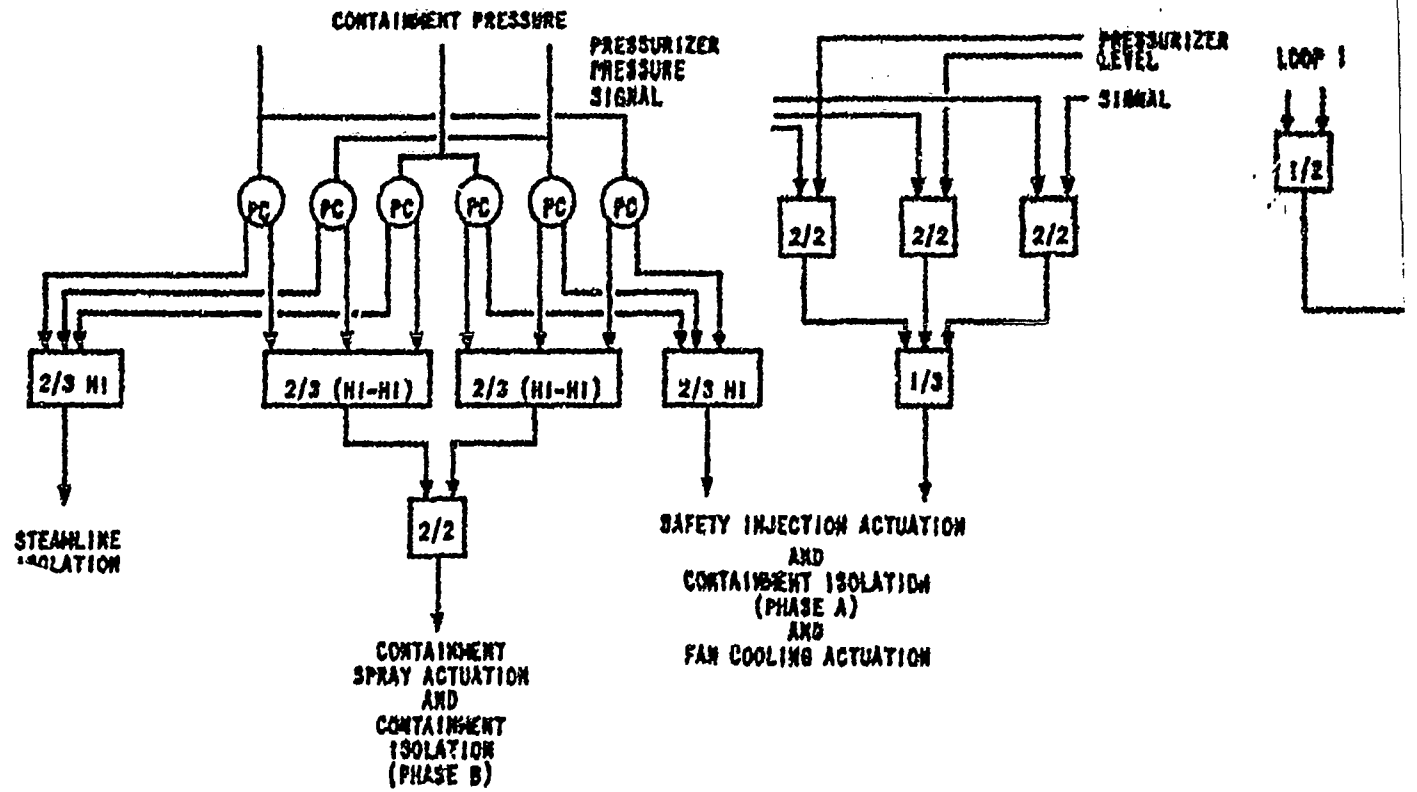 CONTAINMENT PRESSURE
PRESSURIZER
PRESSURE
SIGNAL
PRESSURIZER
LEVEL
SIGNAL
LOOP 1
1/2
PC PC PC PC PC PC
2/2 2/2 2/2
2/3 HI 2/3 (HI-HI) 2/3 (HI-HI) 2/3 HI 1/3
2/2
STEAMLINE
ISOLATION
SAFETY INJECTION ACTUATION
AND
CONTAINMENT ISOLATION
(PHASE A)
AND
FAN COOLING ACTUATION
CONTAINMENT
SPRAY ACTUATION
AND
CONTAINMENT
ISOLATION
(PHASE B)